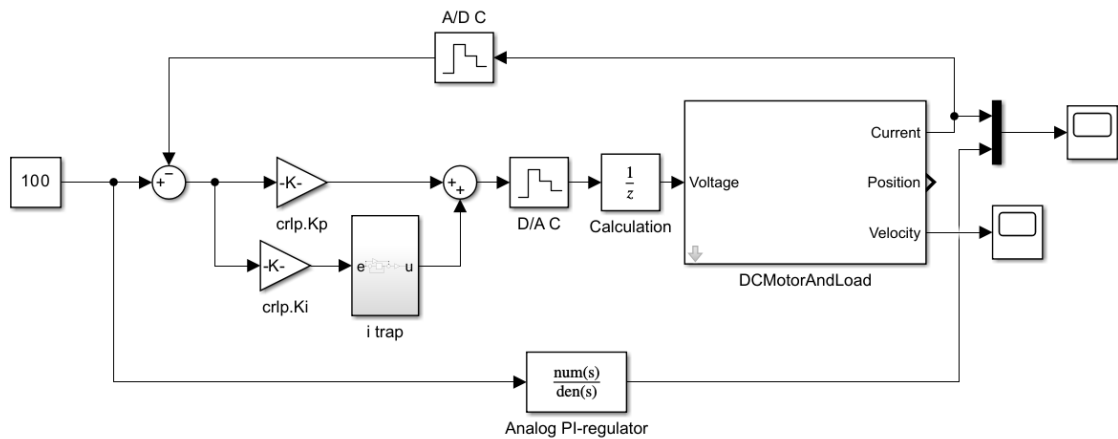 A/D C
100
+
−
-K-
crlp.Kp
-K-
crlp.Ki
e
u
i trap
+
+
D/A C
1
z
Calculation
Voltage
Current
Position
Velocity
DCMotorAndLoad
num(s)
den(s)
Analog PI-regulator